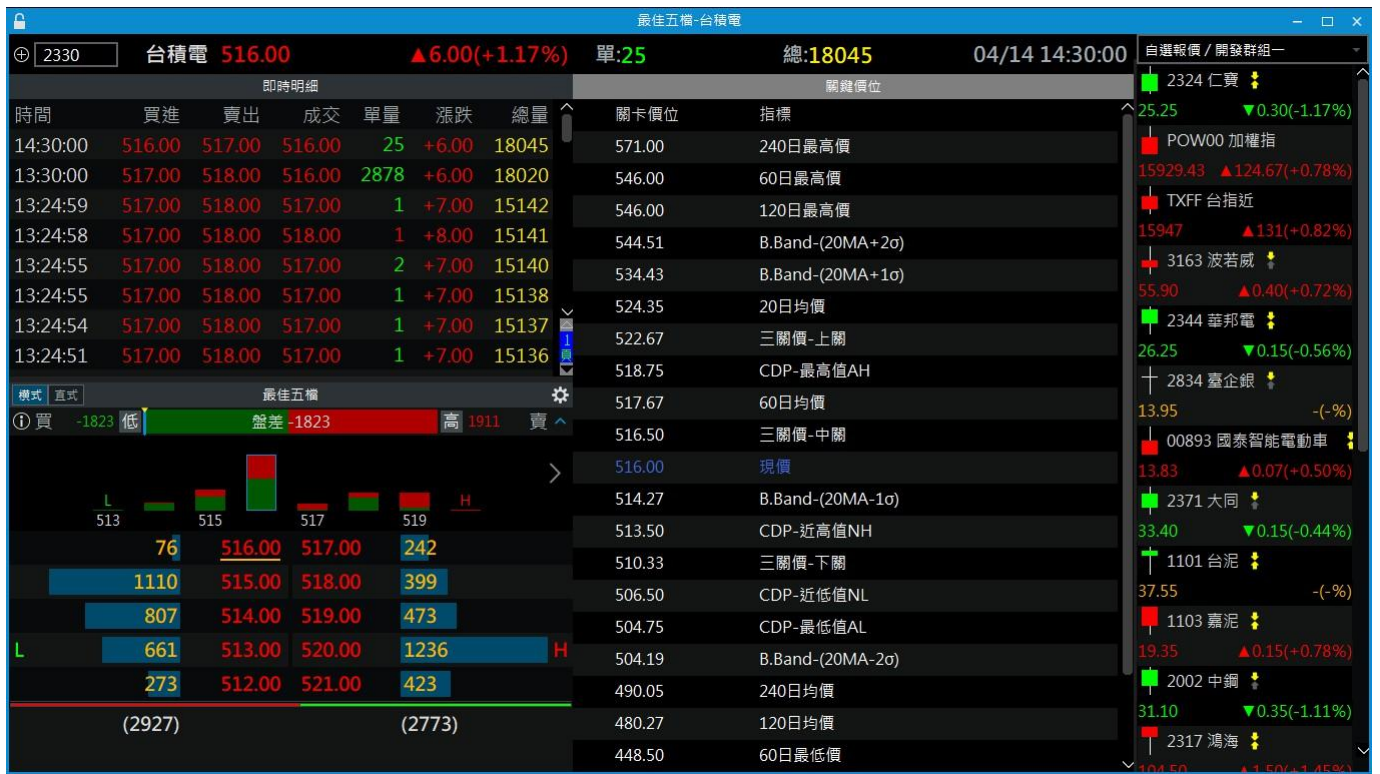 最佳五檔-台積電
2330 台積電 516.00 ▲6.00(+1.17%) 單:25 總:18045 04/14 14:30:00
即時明細
時間 買進 賣出 成交 單量 漲跌 總量
14:30:00 516.00 517.00 516.00 25 +6.00 18045
13:30:00 517.00 518.00 516.00 2878 +6.00 18020
13:24:59 517.00 518.00 517.00 1 +7.00 15142
13:24:58 517.00 518.00 518.00 1 +8.00 15141
13:24:55 517.00 518.00 517.00 2 +7.00 15140
13:24:55 517.00 518.00 517.00 1 +7.00 15138
13:24:54 517.00 518.00 517.00 1 +7.00 15137
13:24:51 517.00 518.00 517.00 1 +7.00 15136
1
頁
橫式 直式 最佳五檔
買 -1823 低 盤差 -1823 高 1911 賣
L H
513 515 517 519
76 516.00 517.00 242
1110 515.00 518.00 399
807 514.00 519.00 473
L 661 513.00 520.00 1236 H
273 512.00 521.00 423
(2927) (2773)
關鍵價位
關卡價位 指標
571.00 240日最高價
546.00 60日最高價
546.00 120日最高價
544.51 B.Band-(20MA+2σ)
534.43 B.Band-(20MA+1σ)
524.35 20日均價
522.67 三關價-上關
518.75 CDP-最高值AH
517.67 60日均價
516.50 三關價-中關
516.00 現價
514.27 B.Band-(20MA-1σ)
513.50 CDP-近高值NH
510.33 三關價-下關
506.50 CDP-近低值NL
504.75 CDP-最低值AL
504.19 B.Band-(20MA-2σ)
490.05 240日均價
480.27 120日均價
448.50 60日最低價
自選報價 / 開發群組一
2324 仁寶
25.25 ▼0.30(-1.17%)
POW00 加權指
15929.43 ▲124.67(+0.78%)
TXFF 台指近
15947 ▲131(+0.82%)
3163 波若威
55.90 ▲0.40(+0.72%)
2344 華邦電
26.25 ▼0.15(-0.56%)
2834 臺企銀
13.95 -(-%)
00893 國泰智能電動車
13.83 ▲0.07(+0.50%)
2371 大同
33.40 ▼0.15(-0.44%)
1101 台泥
37.55 -(-%)
1103 嘉泥
19.35 ▲0.15(+0.78%)
2002 中鋼
31.10 ▼0.35(-1.11%)
2317 鴻海
104.50 ▲1.50(+1.45%)